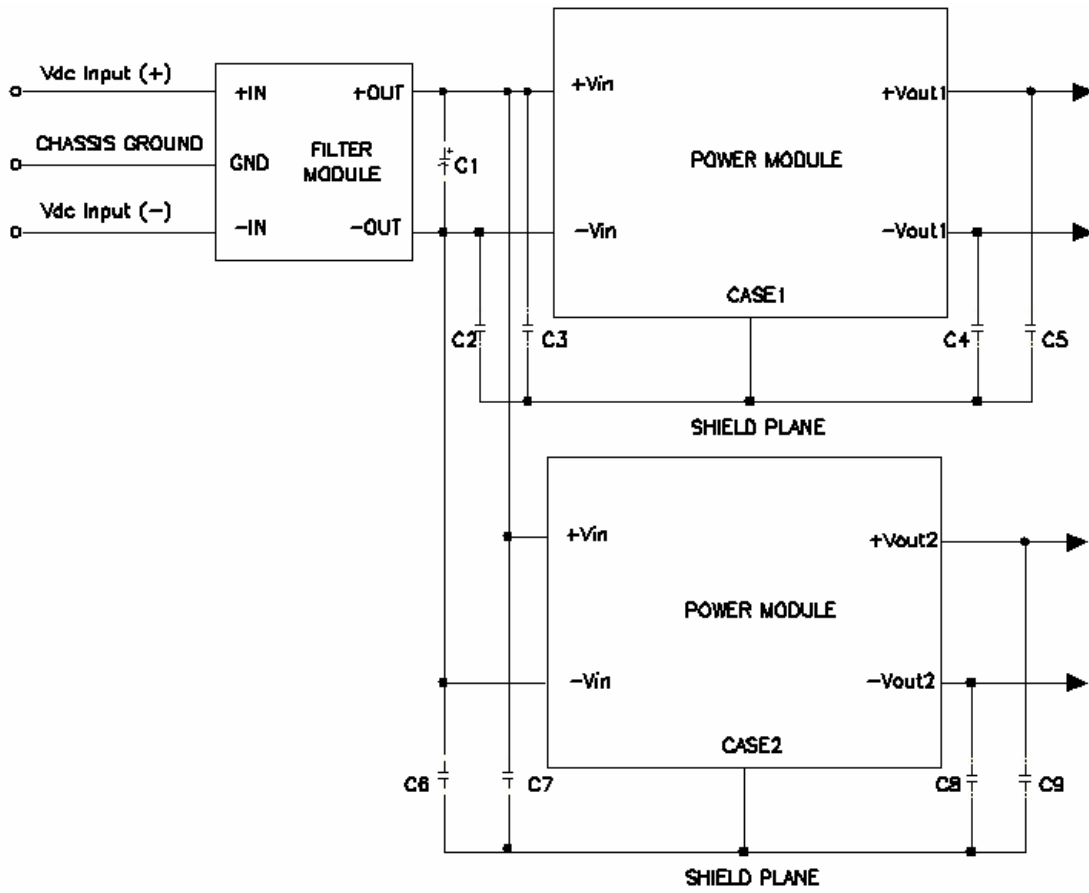 Vdc Input (+)
CHASSIS GROUND
Vdc Input (-)
+IN
+OUT
GND
FILTER
MODULE
-IN
-OUT
C1
+
+Vin
+Vout1
POWER MODULE
-Vin
-Vout1
CASE1
C2
C3
C4
C5
SHIELD PLANE
+Vin
+Vout2
POWER MODULE
-Vin
-Vout2
CASE2
C6
C7
C8
C9
SHIELD PLANE